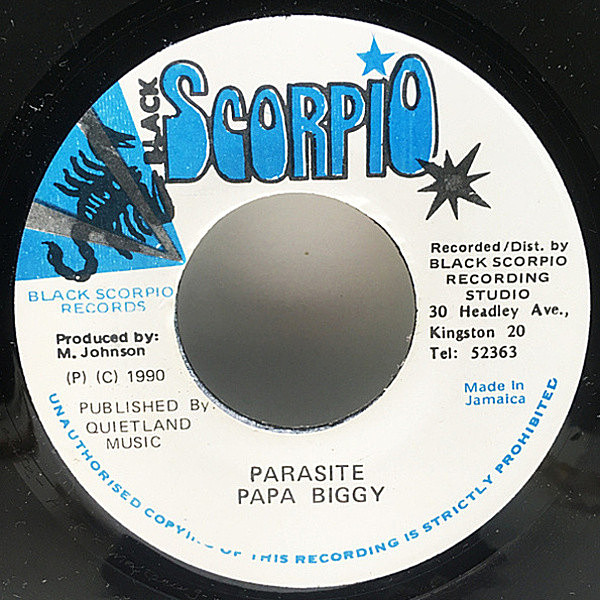 BLACK
SCORPIO
BLACK SCORPIO
RECORDS
Produced by:
M. Johnson
(P) (C) 1990
PUBLISHED By:
QUIETLAND
MUSIC
Recorded/Dist. by
BLACK SCORPIO
RECORDING
STUDIO
30 Headley Ave.,
Kingston 20
Tel: 52363
Made In
Jamaica
PARASITE
PAPA BIGGY
UNAUTHORISED COPYING OF THIS RECORDING IS STRICTLY PROHIBITED